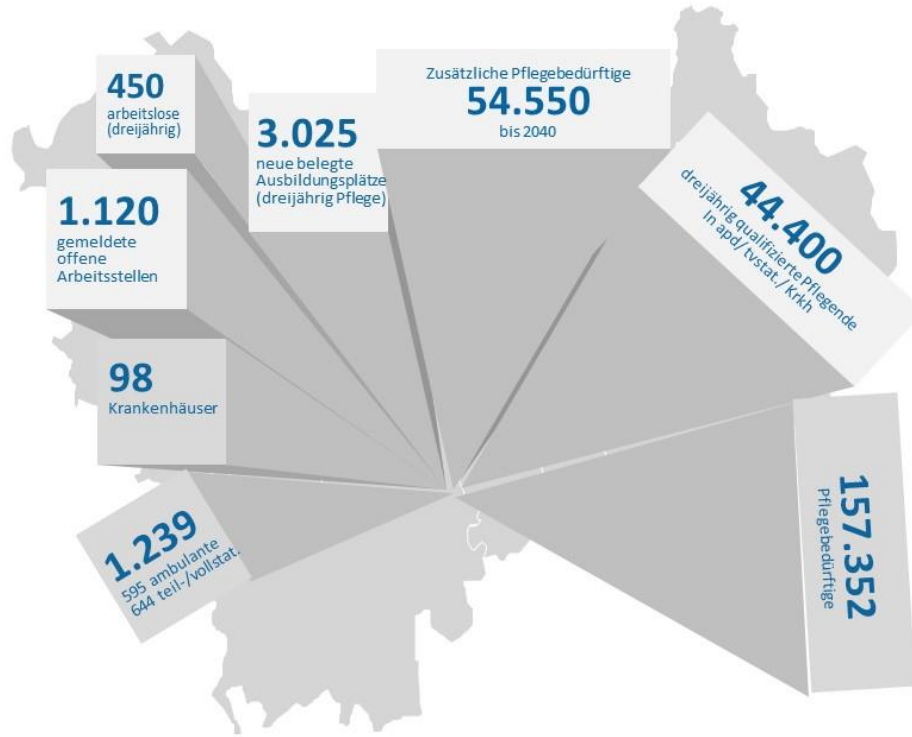 450
arbeitslose
(dreijährig)
3.025
neue belegte
Ausbildungsplätze
(dreijährig Pflege)
Zusätzliche Pflegebedürftige
54.550
bis 2040
44.400
dreijährig qualifizierte Pflegende
In apd/tvstat./Krkh
1.120
gemeldete
offene
Arbeitsstellen
98
Krankenhäuser
1.239
595 ambulante
644 teil-/vollstat.
157.352
Pflegebedürftige